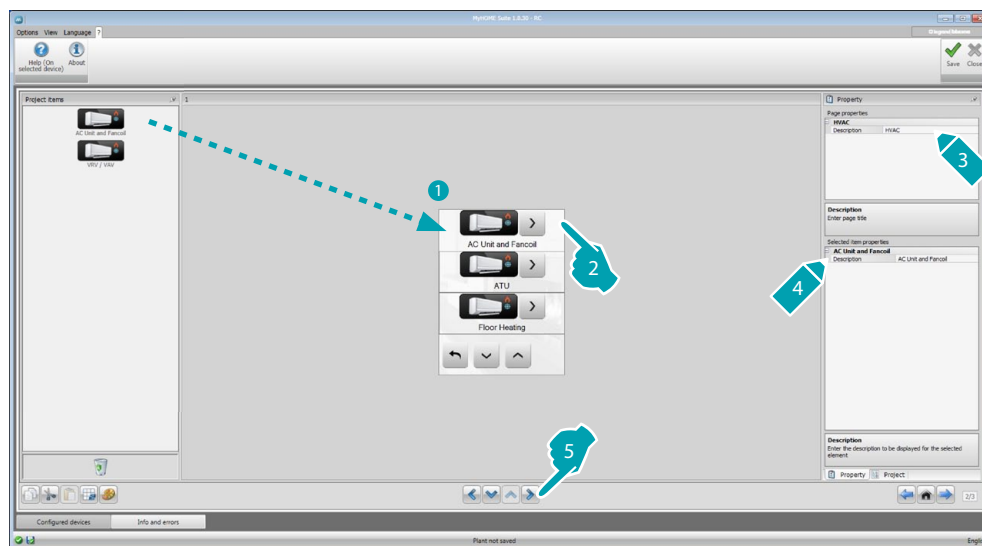 MyHOME Suite 1.0.30 - BC
Options View Language ?
Help (On selected device)
About
Save
Close
Project items
1
AC Unit and Fancoil
VRV / VAV
1
AC Unit and Fancoil
2
ATU
Floor Heating
5
Property
Page properties
HVAC
Description HVAC
3
Description
Enter page title
Selected item properties
AC Unit and Fancoil
Description AC Unit and Fancoil
4
Description
Enter the description to be displayed for the selected
element
Property Project
2/3
Configured devices Info and errors
Plant not saved